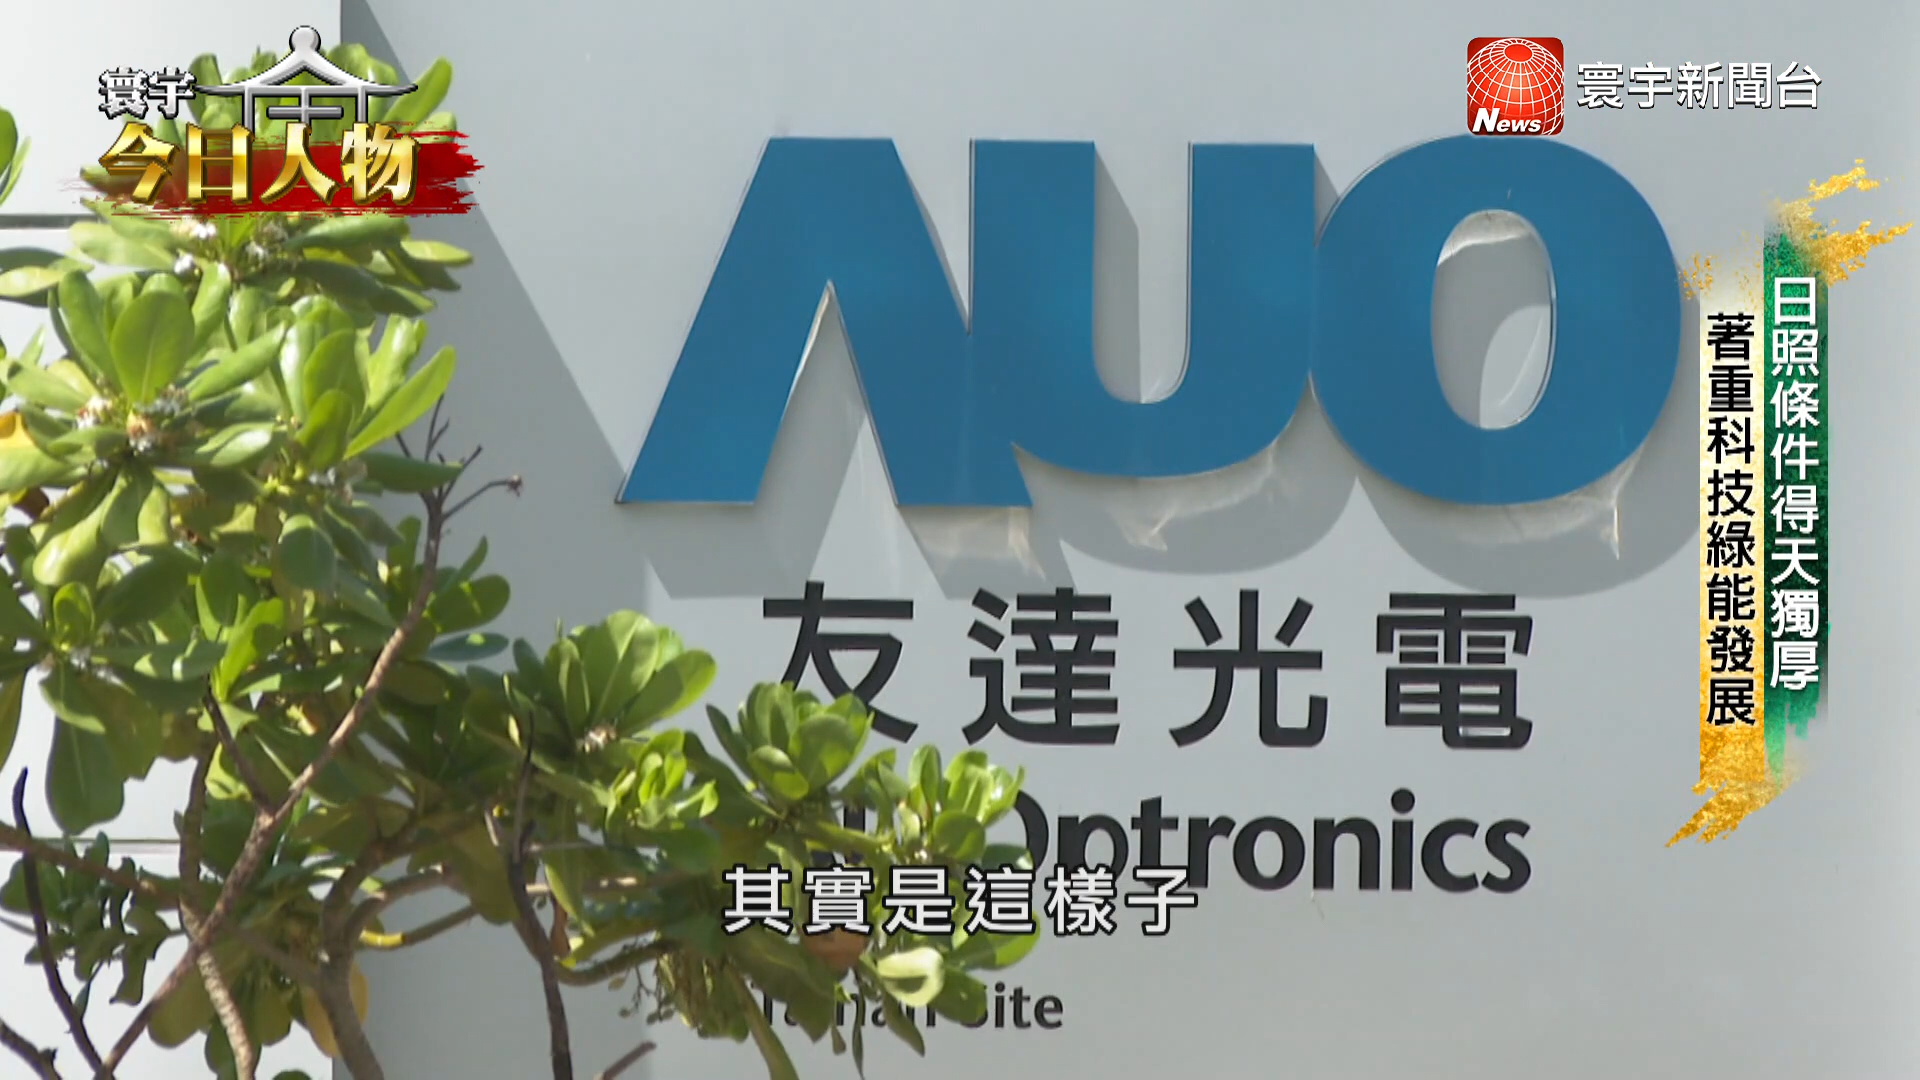 寰宇
今日人物
News
寰宇新聞台
日照條件得天獨厚
著重科技綠能發展
AUO
友達光電
Optronics
其實是這樣子
Tainan Site